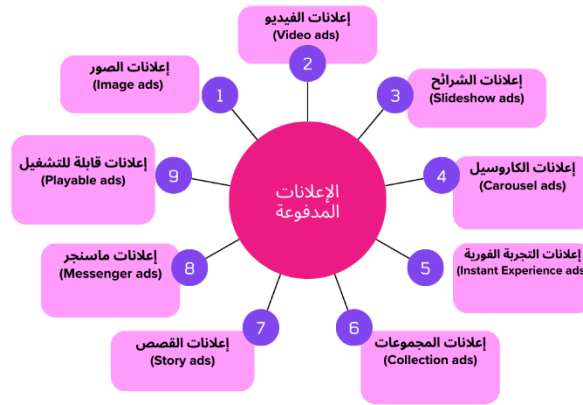 الإعلانات
المدفوعة
1
إعلانات الصور
(Image ads)
2
إعلانات الفيديو
(Video ads)
3
إعلانات الشرائح
(Slideshow ads)
4
إعلانات الكاروسيل
(Carousel ads)
5
إعلانات التجربة الفورية
(Instant Experience ads
6
إعلانات المجموعات
(Collection ads)
7
إعلانات القصص
(Story ads)
8
إعلانات ماسنجر
(Messenger ads)
9
إعلانات قابلة للتشغيل
(Playable ads)